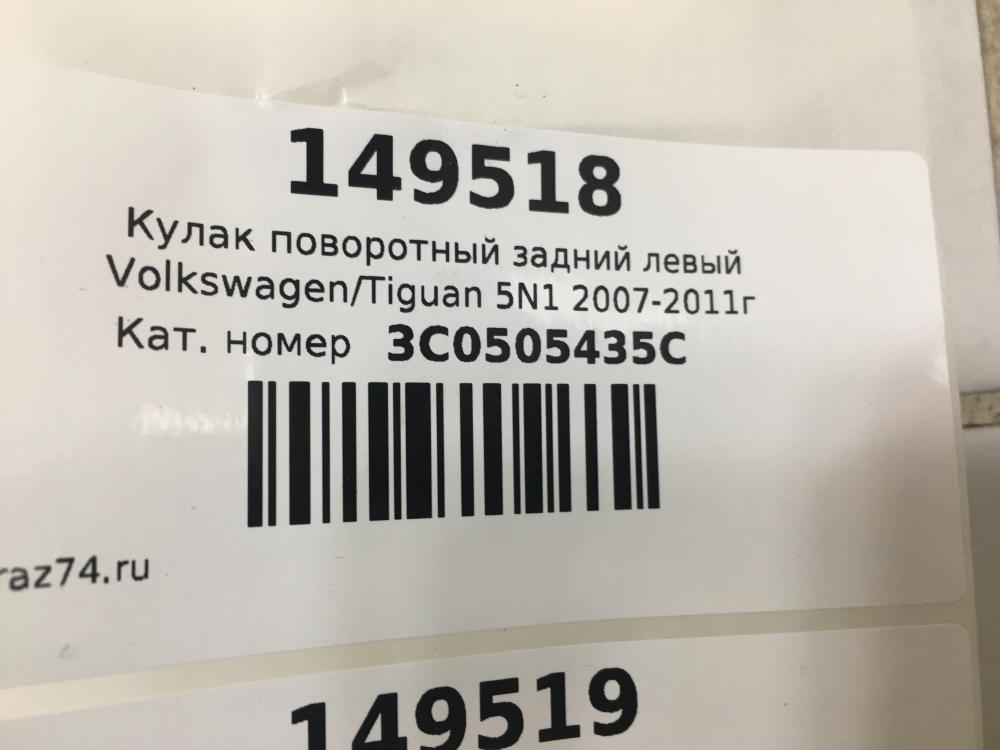 149518
Кулак поворотный задний левый
Volkswagen/Tiguan 5N1 2007-2011г
Кат. номер 3C0505435C
raz74.ru
149519